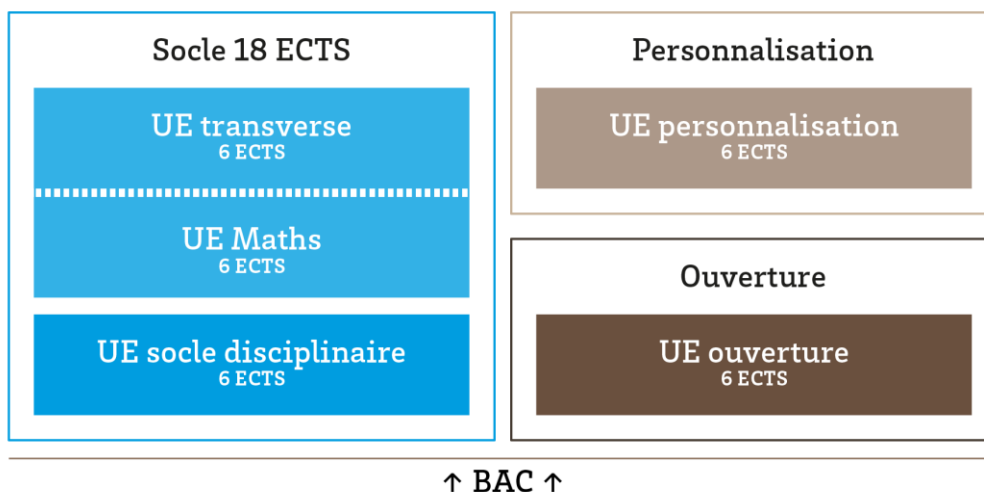 Socle 18 ECTS
UE transverse
6 ECTS
UE Maths
6 ECTS
UE socle disciplinaire
6 ECTS
Personnalisation
UE personnalisation
6 ECTS
Ouverture
UE ouverture
6 ECTS
↑ BAC ↑